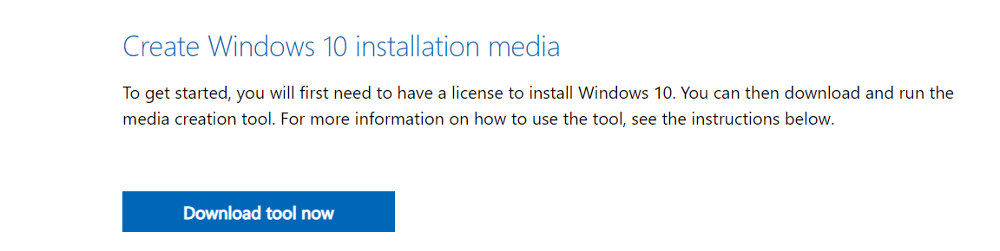 Create Windows 10 installation media
To get started, you will first need to have a license to install Windows 10. You can then download and run the
media creation tool. For more information on how to use the tool, see the instructions below.
Download tool now